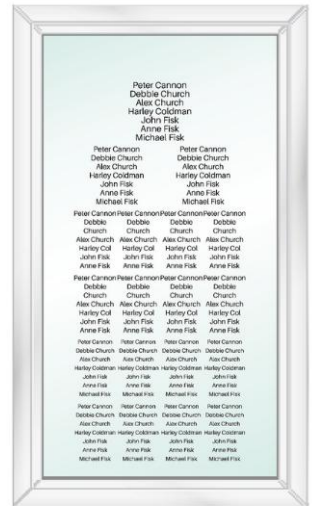 Peter Cannon
Debbie Church
Alex Church
Harley Coldman
John Fisk
Anne Fisk
Michael Fisk
Peter Cannon Peter Cannon
Debbie Church Debbie Church
Alex Church Alex Church
Harley Coldman Harley Coldman
John Fisk John Fisk
Anne Fisk Anne Fisk
Michael Fisk Michael Fisk
Peter Cannon Peter Cannon Peter Cannon Peter Cannon
Debbie Debbie Debbie Debbie
Church Church Church Church
Alex Church Alex Church Alex Church Alex Church
Harley Col Harley Col Harley Col Harley Col
John Fisk John Fisk John Fisk John Fisk
Anne Fisk Anne Fisk Anne Fisk Anne Fisk
Peter Cannon Peter Cannon Peter Cannon Peter Cannon
Debbie Debbie Debbie Debbie
Church Church Church Church
Alex Church Alex Church Alex Church Alex Church
Harley Col Harley Col Harley Col Harley Col
John Fisk John Fisk John Fisk John Fisk
Anne Fisk Anne Fisk Anne Fisk Anne Fisk
Peter Cannon Peter Cannon Peter Cannon Peter Cannon
Debbie Church Debbie Church Debbie Church Debbie Church
Alex Church Alex Church Alex Church Alex Church
Harley Coldman Harley Coldman Harley Coldman Harley Coldman
John Fisk John Fisk John Fisk John Fisk
Anne Fisk Anne Fisk Anne Fisk Anne Fisk
Michael Fisk Michael Fisk Michael Fisk Michael Fisk
Peter Cannon Peter Cannon Peter Cannon Peter Cannon
Debbie Church Debbie Church Debbie Church Debbie Church
Alex Church Alex Church Alex Church Alex Church
Harley Coldman Harley Coldman Harley Coldman Harley Coldman
John Fisk John Fisk John Fisk John Fisk
Anne Fisk Anne Fisk Anne Fisk Anne Fisk
Michael Fisk Michael Fisk Michael Fisk Michael Fisk